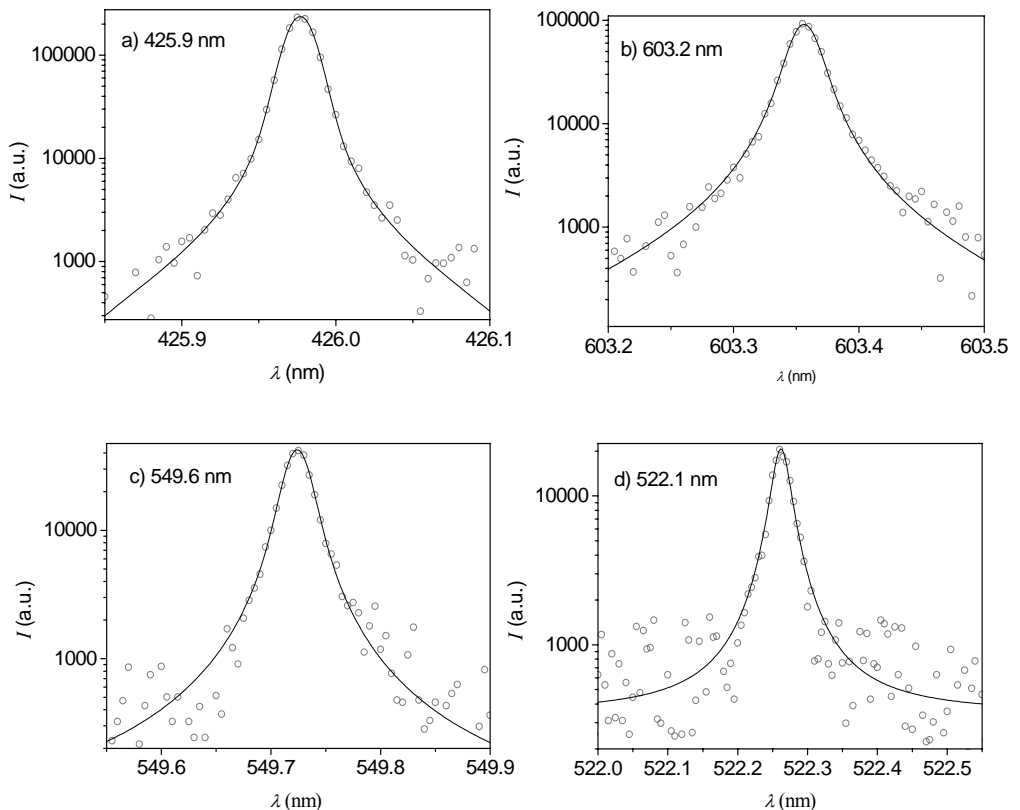 a) 425.9 nm
100000
10000
1000
I (a.u.)
425.9 426.0 426.1
λ (nm)
b) 603.2 nm
100000
10000
1000
I (a.u.)
603.2 603.3 603.4 603.5
λ (nm)
c) 549.6 nm
10000
1000
I (a.u.)
549.6 549.7 549.8 549.9
λ (nm)
d) 522.1 nm
10000
1000
I (a.u.)
522.0 522.1 522.2 522.3 522.4 522.5
λ (nm)